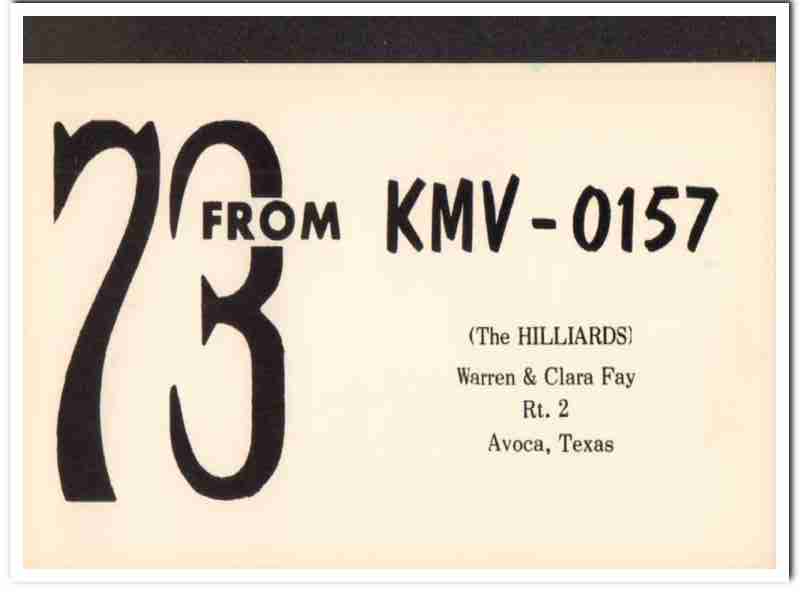 73 FROM KMV - 0157
(The HILLIARDS)
Warren & Clara Fay
Rt. 2
Avoca, Texas